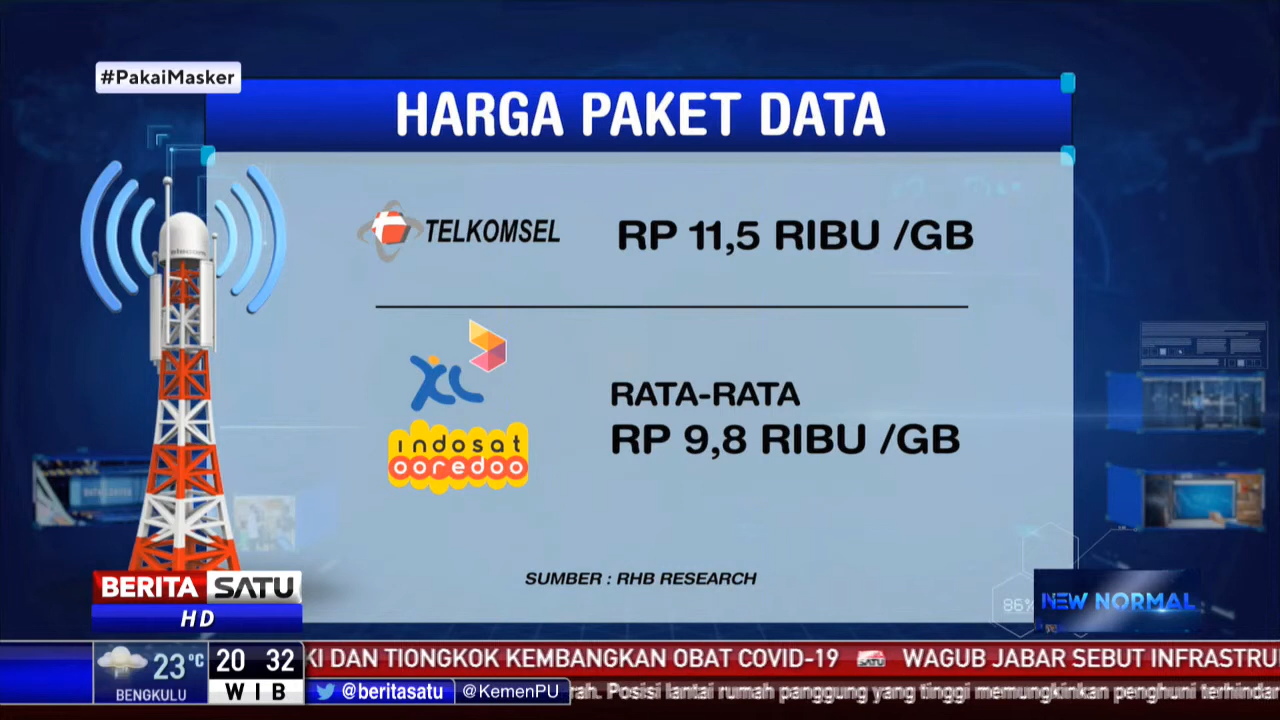 #PakaiMasker
HARGA PAKET DATA
TELKOMSEL
RP 11,5 RIBU /GB
XL
indosat
ooredoo
RATA-RATA
RP 9,8 RIBU /GB
SUMBER : RHB RESEARCH
BERITA SATU
HD
86%
NEW NORMAL
23°C
BENGKULU
20 32
WIB
KI DAN TIONGKOK KEMBANGKAN OBAT COVID-19
SATU
WAGUB JABAR SEBUT INFRASTRU
@beritasatu
@KemenPU
rah. Posisi lantai rumah panggung yang tinggi memungkinkan penghuni terhindar